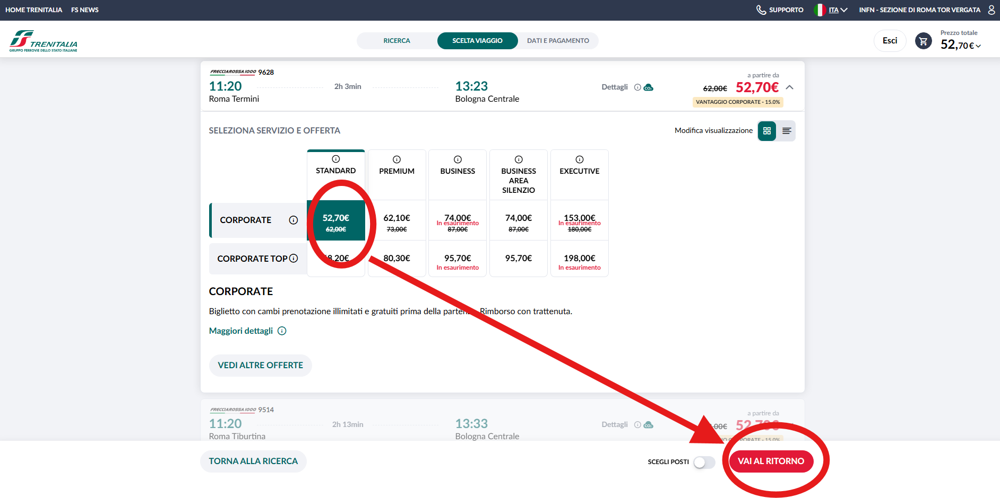 HOME TRENITALIA FS NEWS SUPPORTO ITA INFN - SEZIONE DI ROMA TOR VERGATA
TRENITALIA
GRUPPO FERROVIE DELLO STATO ITALIANE
RICERCA SCELTA VIAGGIO DATI E PAGAMENTO
Esci
Prezzo totale
52,70€
FRECCIAROSSA 1000 9628
11:20 2h 3min 13:23
Roma Termini Bologna Centrale
Dettagli CO₂
a partire da
62,00€ 52,70€
VANTAGGIO CORPORATE - 15.0%
SELEZIONA SERVIZIO E OFFERTA Modifica visualizzazione
STANDARD PREMIUM BUSINESS BUSINESS AREA SILENZIO EXECUTIVE
CORPORATE 52,70€ 62,10€ 74,00€ 74,00€ 153,00€
In esaurimento In esaurimento
62,00€ 73,00€ 87,00€ 87,00€ 180,00€
CORPORATE TOP 8,20€ 80,30€ 95,70€ 95,70€ 198,00€
In esaurimento In esaurimento
CORPORATE
Biglietto con cambi prenotazione illimitati e gratuiti prima della partenza. Rimborso con trattenuta.
Maggiori dettagli
VEDI ALTRE OFFERTE
FRECCIAROSSA 1000 9514
11:20 2h 13min 13:33
Roma Tiburtina Bologna Centrale
Dettagli CO₂
a partire da
,00€ 52,70€
CORPORATE - 15.0%
TORNA ALLA RICERCA SCEGLI POSTI VAI AL RITORNO